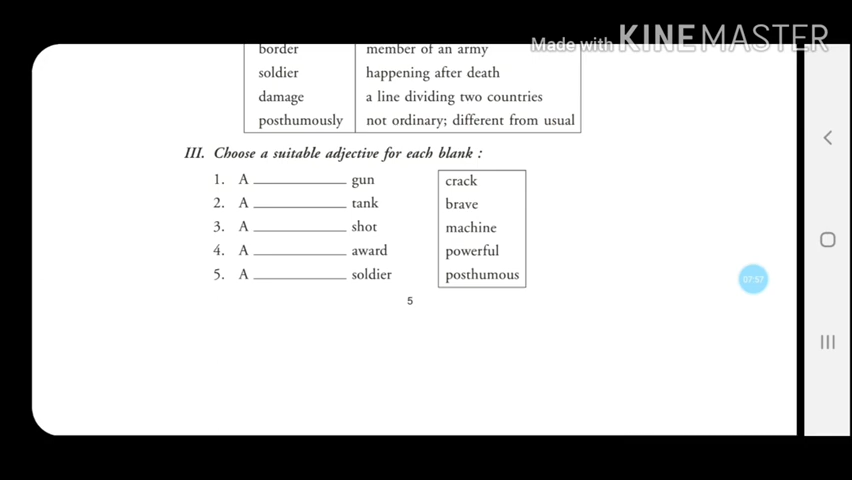 Made with KINEMASTER
border member of an army
soldier happening after death
damage a line dividing two countries
posthumously not ordinary; different from usual
III. Choose a suitable adjective for each blank :
1. A ____________ gun crack
2. A ____________ tank brave
3. A ____________ shot machine
4. A ____________ award powerful
5. A ____________ soldier posthumous
07:57
5